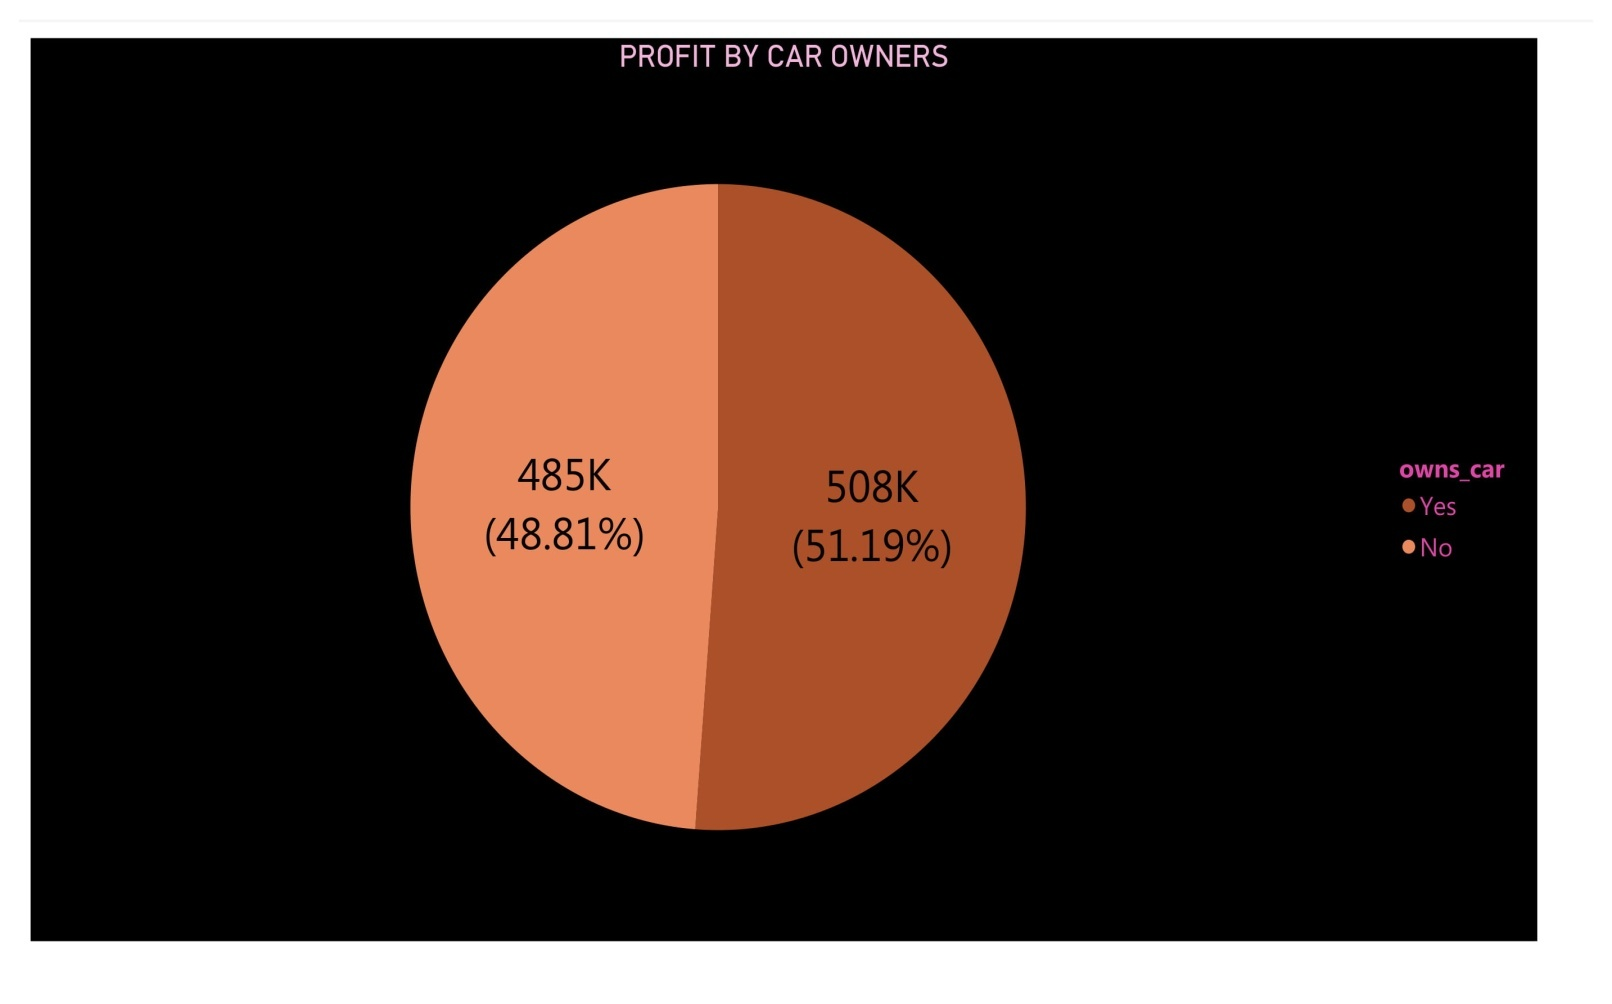 PROFIT BY CAR OWNERS
485K
(48.81%)
508K
(51.19%)
owns_car
Yes
No